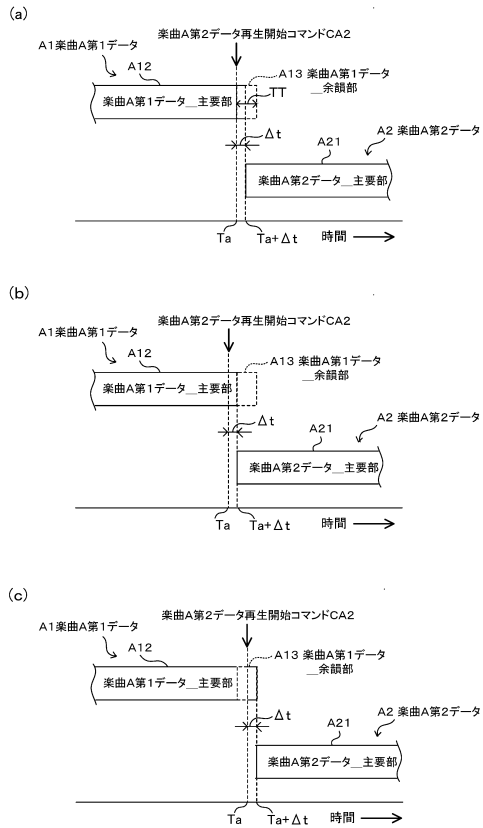 (a)
楽曲A第2データ再生開始コマンドCA2
A1楽曲A第1データ
A12
A13 楽曲A第1データ
__余韻部
楽曲A第1データ__主要部
TT
Δt
A21
A2 楽曲A第2データ
楽曲A第2データ__主要部
Ta
Ta+Δt
時間
(b)
楽曲A第2データ再生開始コマンドCA2
A1楽曲A第1データ
A12
A13 楽曲A第1データ
__余韻部
楽曲A第1データ__主要部
Δt
A21
A2 楽曲A第2データ
楽曲A第2データ__主要部
Ta
Ta+Δt
時間
(c)
楽曲A第2データ再生開始コマンドCA2
A1楽曲A第1データ
A12
A13 楽曲A第1データ
__余韻部
楽曲A第1データ__主要部
Δt
A21
A2 楽曲A第2データ
楽曲A第2データ__主要部
Ta
Ta+Δt
時間